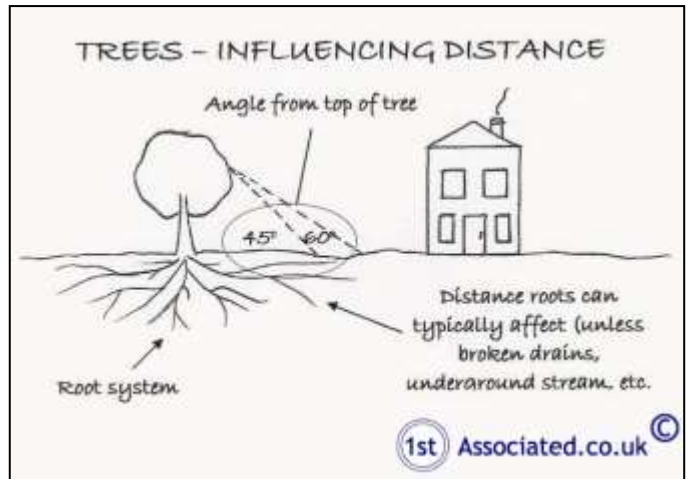 TREES – INFLUENCING DISTANCE
Angle from top of tree
45° 60°
Distance roots can
typically affect (unless
broken drains,
underaround stream, etc.
Root system
1st Associated.co.uk ©